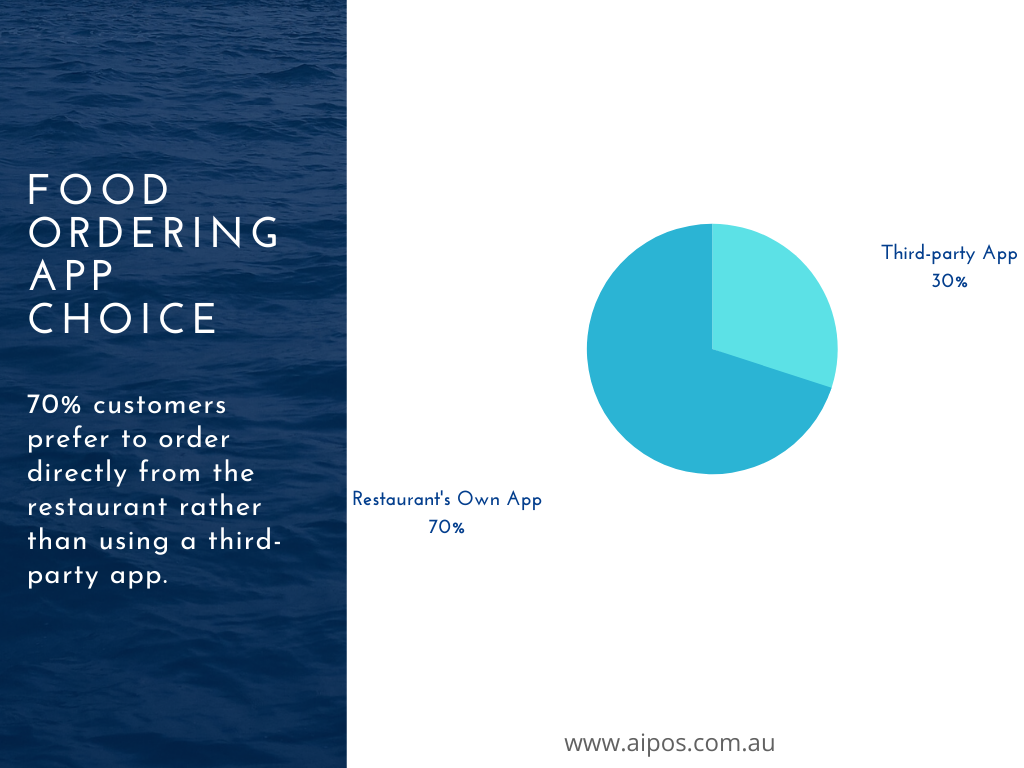 FOOD
ORDERING
APP
CHOICE
70% customers
prefer to order
directly from the
restaurant rather
than using a third-
party app.
Third-party App
30%
Restaurant's Own App
70%
www.aipos.com.au